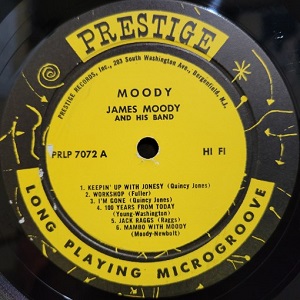 PRESTIGE
PRESTIGE RECORDS, Inc., 203 South Washington Ave., Bergenfield, N.J.
MOODY
JAMES MOODY
AND HIS BAND
PRLP 7072 A
HI FI
1. KEEPIN' UP WITH JONESY (Quincy Jones)
2. WORKSHOP (Fuller)
3. I'M GONE (Quincy Jones)
4. 100 YEARS FROM TODAY
(Young-Washington)
5. JACK RAGGS (Raggs)
6. MAMBO WITH MOODY
(Moody-Newbult)
LONG PLAYING MICROGROOVE